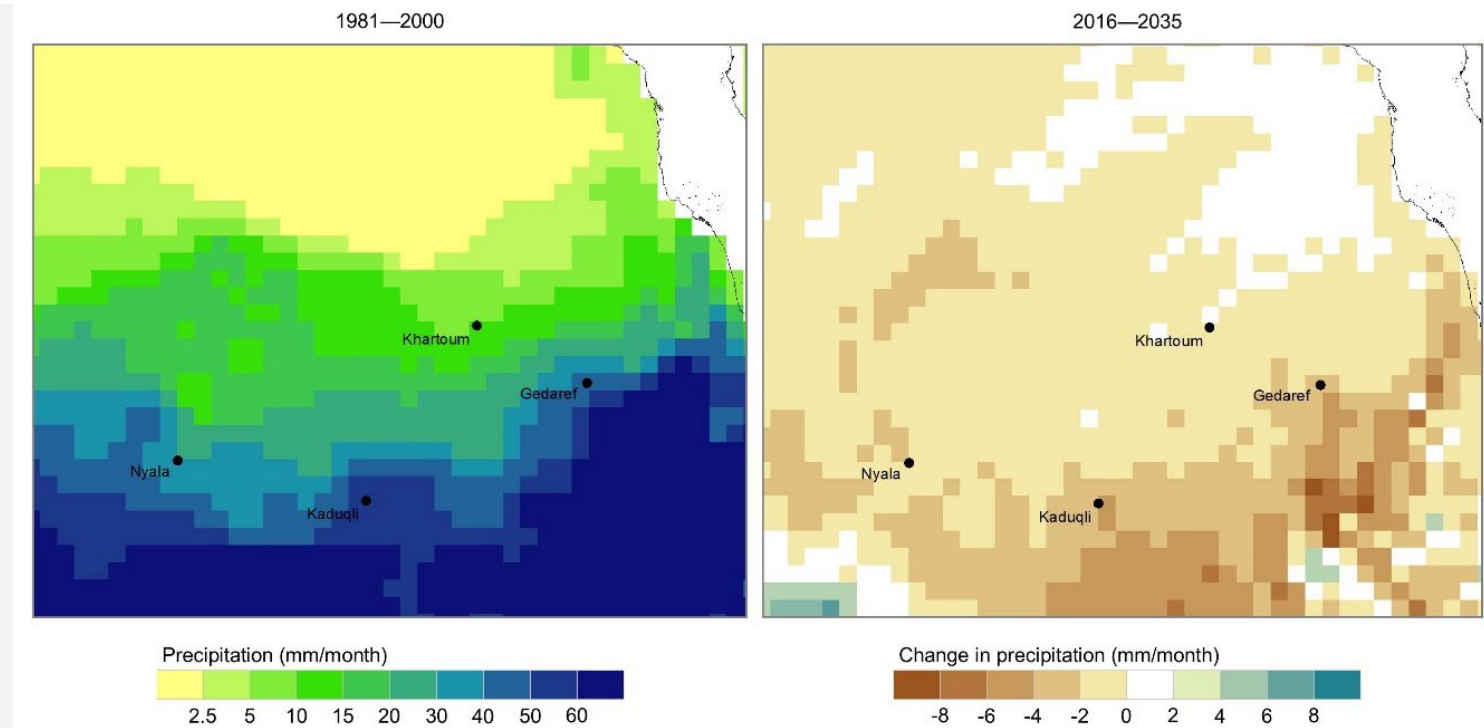 1981—2000
Khartoum
Gedaref
Nyala
Kaduqli
Precipitation (mm/month)
2.5 5 10 15 20 30 40 50 60
2016—2035
Khartoum
Gedaref
Nyala
Kaduqli
Change in precipitation (mm/month)
-8 -6 -4 -2 0 2 4 6 8